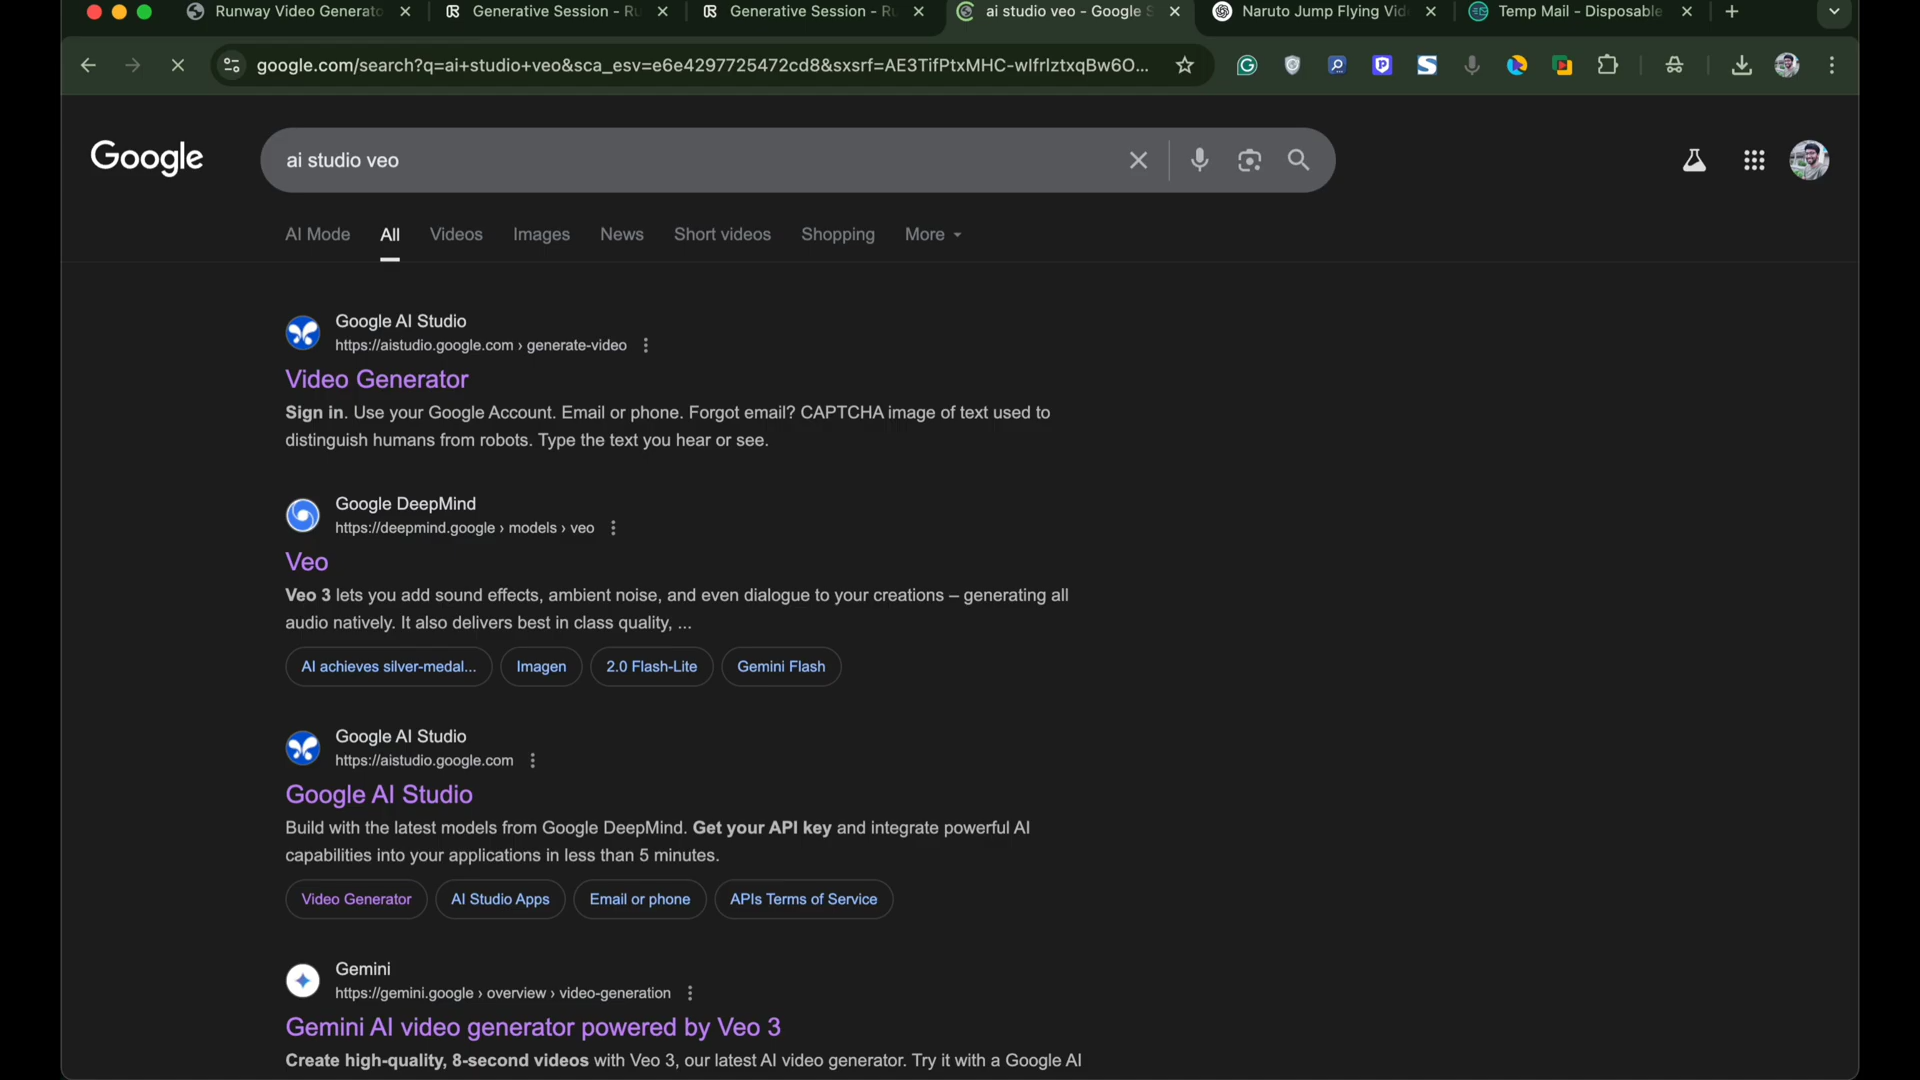 Runway Video Generato
Generative Session - Ru
Generative Session - Ru
ai studio veo - Google S
Naruto Jump Flying Vid
Temp Mail - Disposable
google.com/search?q=ai+studio+veo&sca_esv=e6e4297725472cd8&sxsrf=AE3TifPtxMHC-wIfrIztxqBw6O...
Google
ai studio veo
AI Mode
All
Videos
Images
News
Short videos
Shopping
More
Google AI Studio
https://aistudio.google.com › generate-video
Video Generator
Sign in. Use your Google Account. Email or phone. Forgot email? CAPTCHA image of text used to
distinguish humans from robots. Type the text you hear or see.
Google DeepMind
https://deepmind.google › models › veo
Veo
Veo 3 lets you add sound effects, ambient noise, and even dialogue to your creations – generating all
audio natively. It also delivers best in class quality, ...
AI achieves silver-medal...
Imagen
2.0 Flash-Lite
Gemini Flash
Google AI Studio
https://aistudio.google.com
Google AI Studio
Build with the latest models from Google DeepMind. Get your API key and integrate powerful AI
capabilities into your applications in less than 5 minutes.
Video Generator
AI Studio Apps
Email or phone
APIs Terms of Service
Gemini
https://gemini.google › overview › video-generation
Gemini AI video generator powered by Veo 3
Create high-quality, 8-second videos with Veo 3, our latest AI video generator. Try it with a Google AI